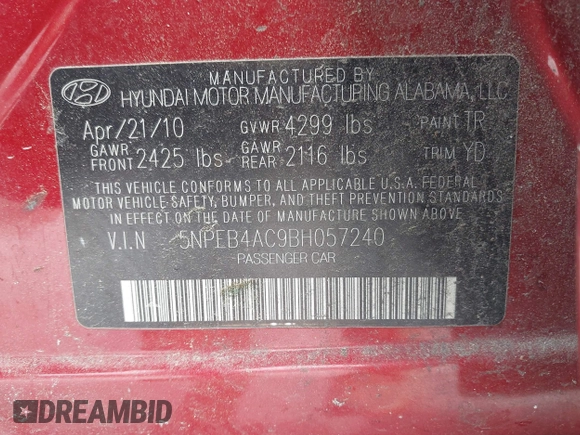 MANUFACTURED BY
HYUNDAI MOTOR MANUFACTURING ALABAMA, LLC
Apr/21/10 GVWR 4299 lbs PAINT TR
GAWR FRONT 2425 lbs GAWR REAR 2116 lbs TRIM YD
THIS VEHICLE CONFORMS TO ALL APPLICABLE U.S.A. FEDERAL
MOTOR VEHICLE SAFETY, BUMPER, AND THEFT PREVENTION STANDARDS
IN EFFECT ON THE DATE OF MANUFACTURE SHOWN ABOVE.
V.I.N 5NPEB4AC9BH057240
PASSENGER CAR
DREAMBID